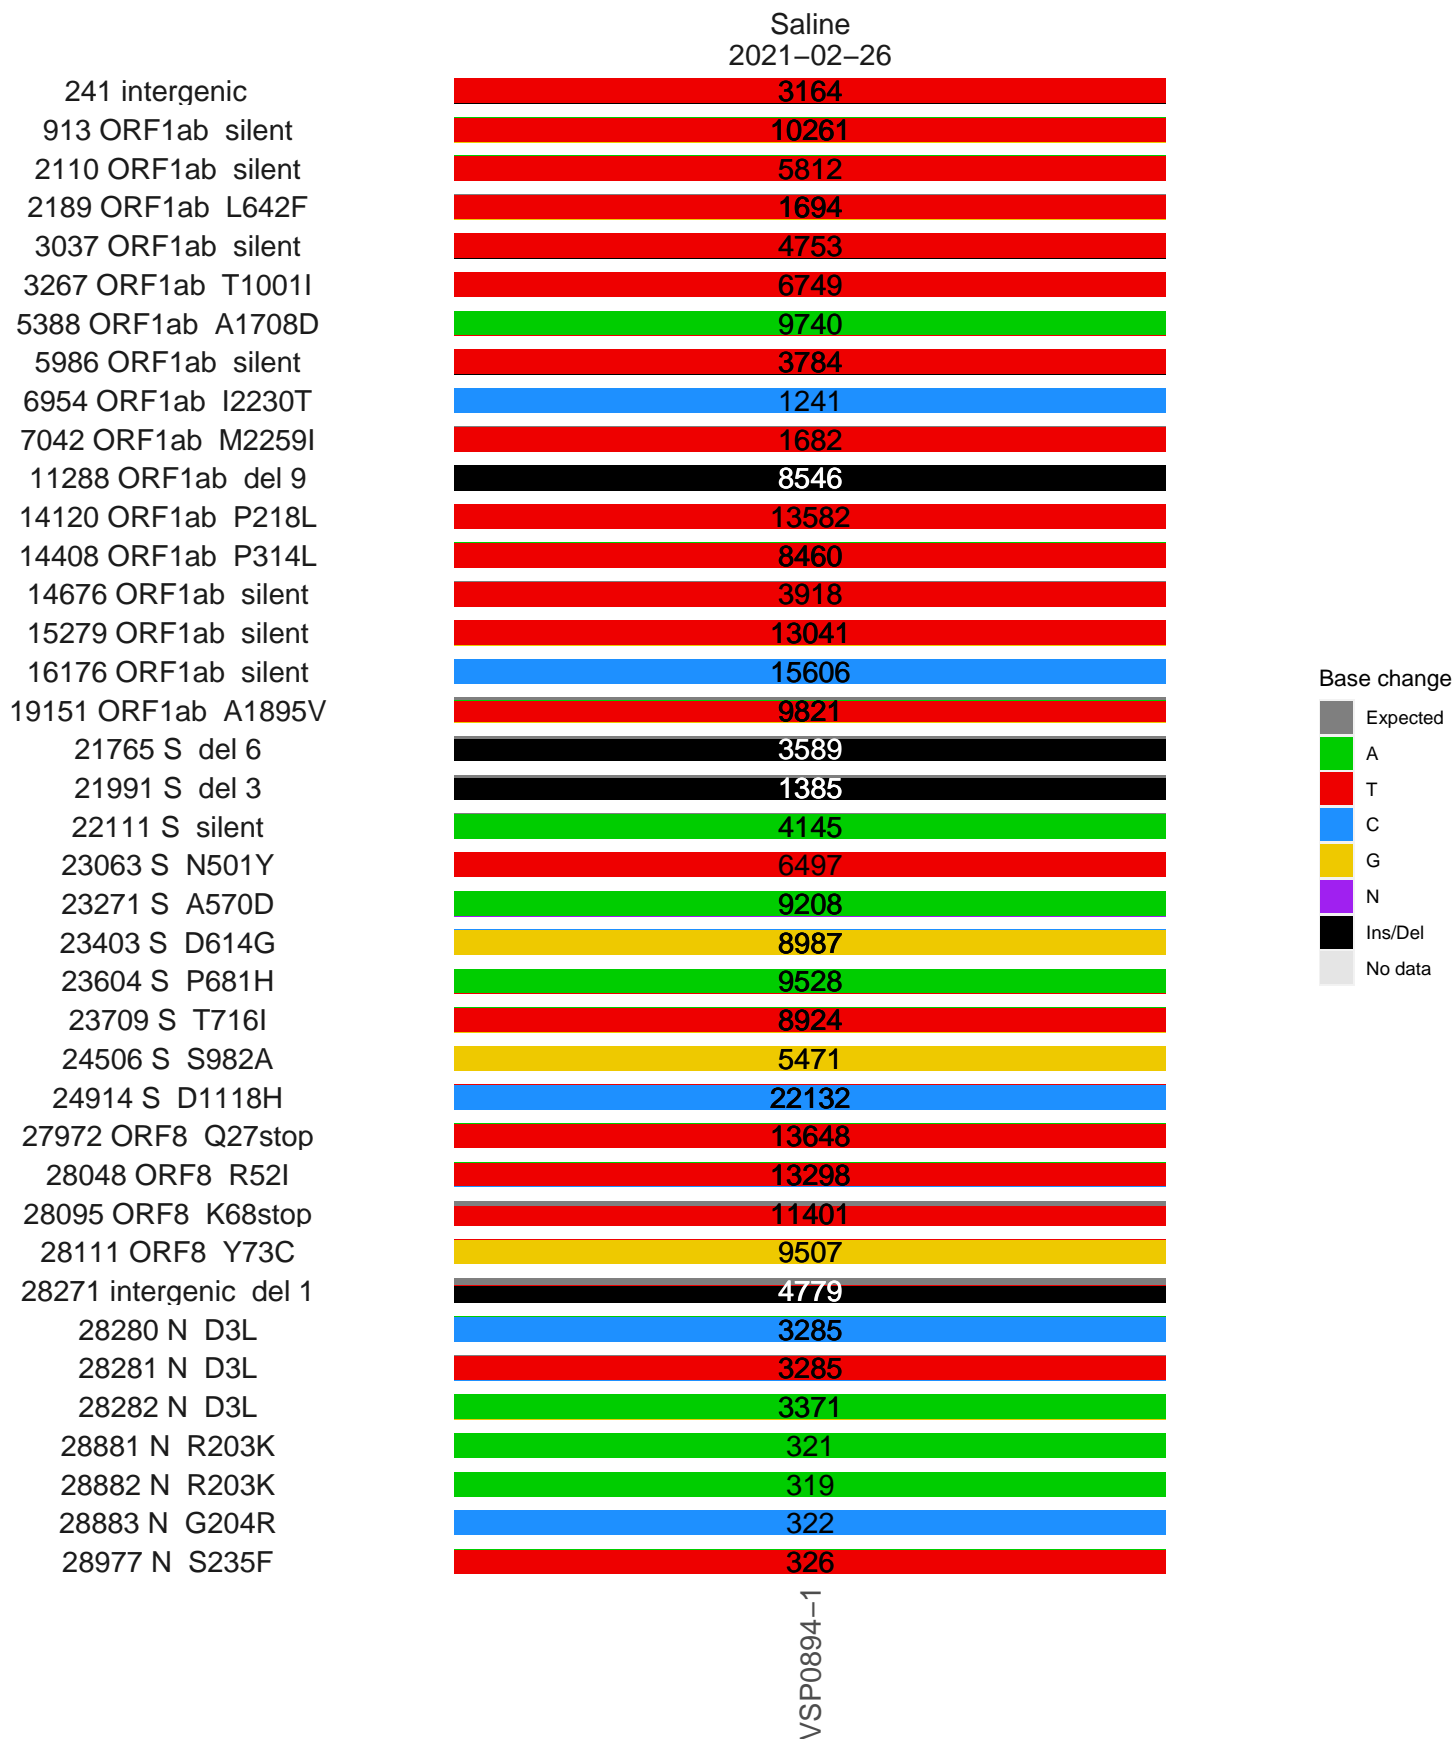 Saline
2021−02−26
241 intergenic 3164
913 ORF1ab silent 10261
2110 ORF1ab silent 5812
2189 ORF1ab L642F 1694
3037 ORF1ab silent 4753
3267 ORF1ab T1001I 6749
5388 ORF1ab A1708D 9740
5986 ORF1ab silent 3784
6954 ORF1ab I2230T 1241
7042 ORF1ab M2259I 1682
11288 ORF1ab del 9 8546
14120 ORF1ab P218L 13582
14408 ORF1ab P314L 8460
14676 ORF1ab silent 3918
15279 ORF1ab silent 13041
16176 ORF1ab silent 15606
19151 ORF1ab A1895V 9821
21765 S del 6 3589
21991 S del 3 1385
22111 S silent 4145
23063 S N501Y 6497
23271 S A570D 9208
23403 S D614G 8987
23604 S P681H 9528
23709 S T716I 8924
24506 S S982A 5471
24914 S D1118H 22132
27972 ORF8 Q27stop 13648
28048 ORF8 R52I 13298
28095 ORF8 K68stop 11401
28111 ORF8 Y73C 9507
28271 intergenic del 1 4779
28280 N D3L 3285
28281 N D3L 3285
28282 N D3L 3371
28881 N R203K 321
28882 N R203K 319
28883 N G204R 322
28977 N S235F 326
VSP0894−1
Base change
Expected
A
T
C
G
N
Ins/Del
No data